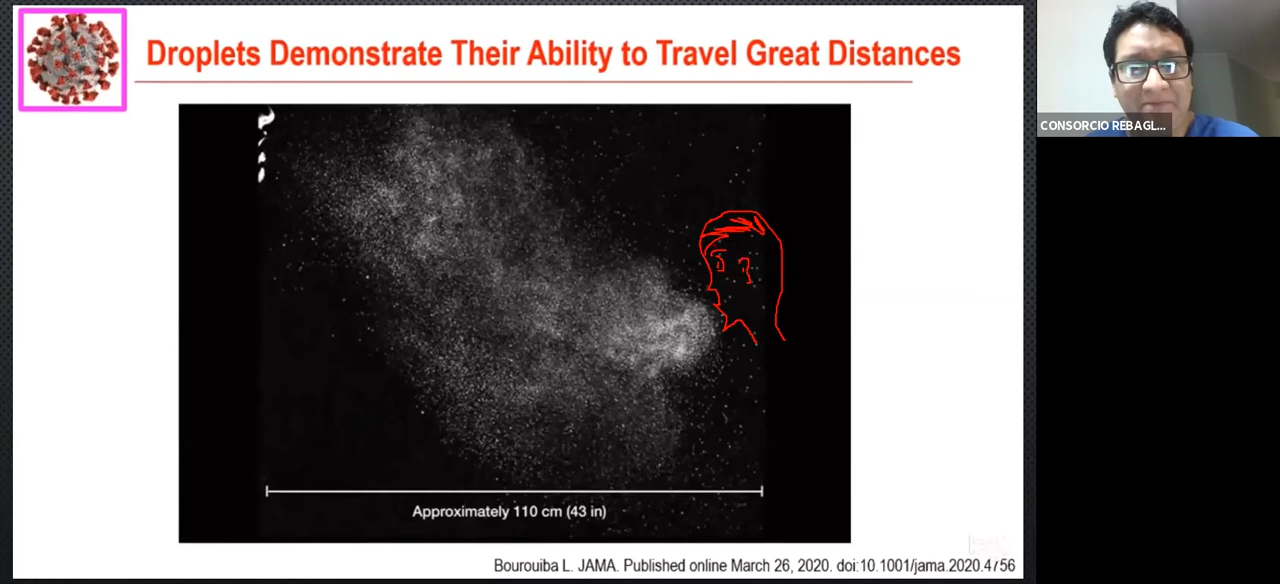 Droplets Demonstrate Their Ability to Travel Great Distances
CONSORCIO REBAGL...
Approximately 110 cm (43 in)
Bourouiba L. JAMA. Published online March 26, 2020. doi:10.1001/jama.2020.4756